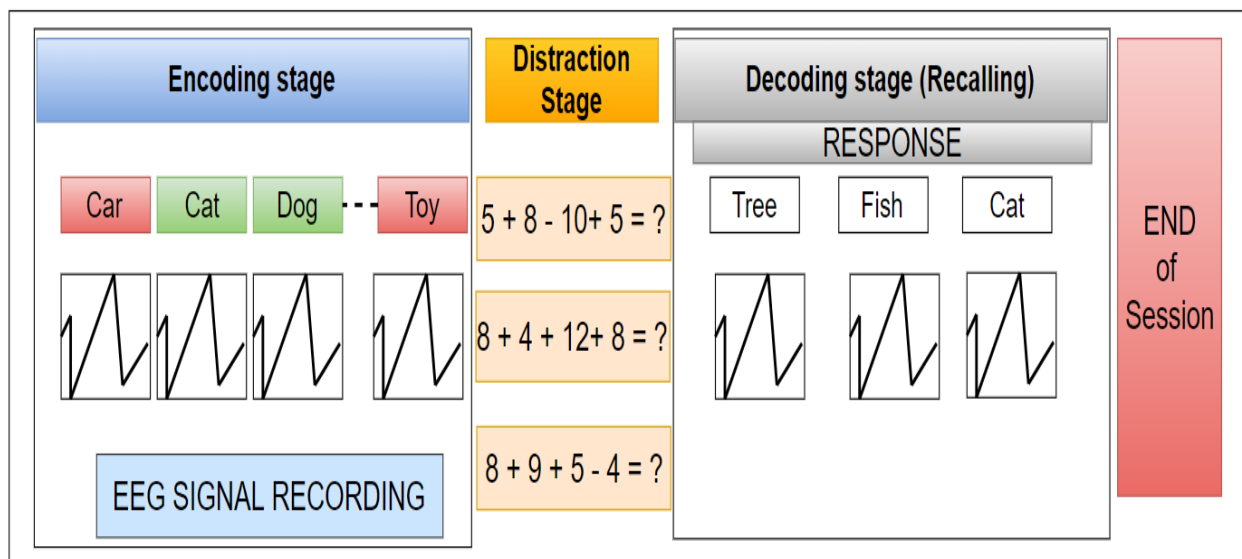 Encoding stage
Car
Cat
Dog
Toy
EEG SIGNAL RECORDING
Distraction
Stage
5 + 8 - 10+ 5 = ?
8 + 4 + 12+ 8 = ?
8 + 9 + 5 - 4 = ?
Decoding stage (Recalling)
RESPONSE
Tree
Fish
Cat
END
of
Session